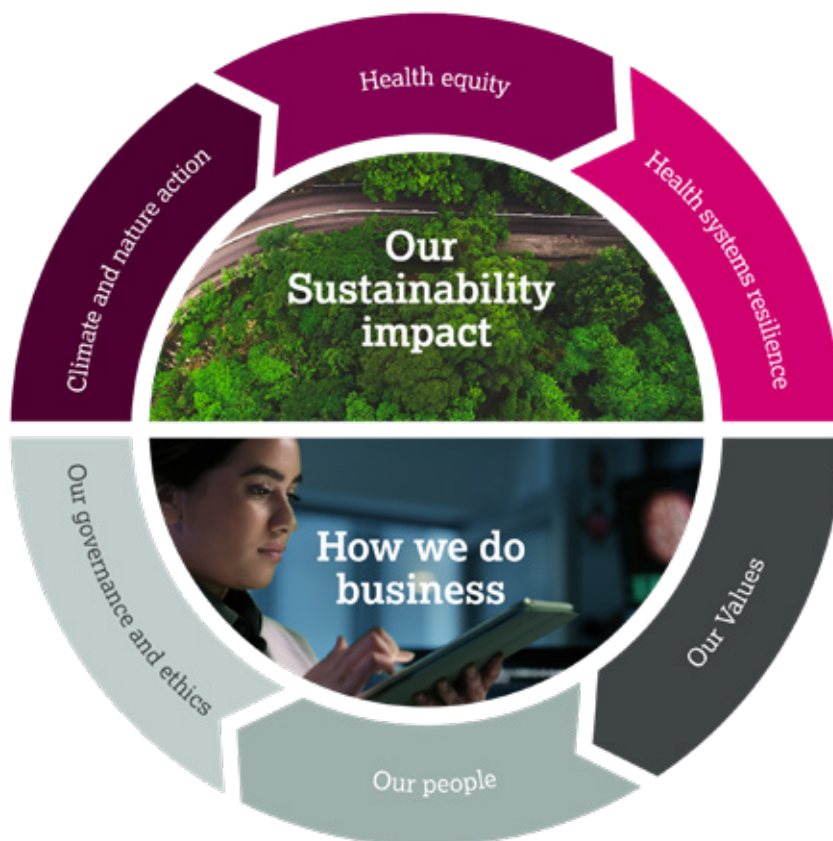 Climate and nature action
Health equity
Health systems resilience
Our
Sustainability
impact
How we do
business
Our governance and ethics
Our people
Our Values